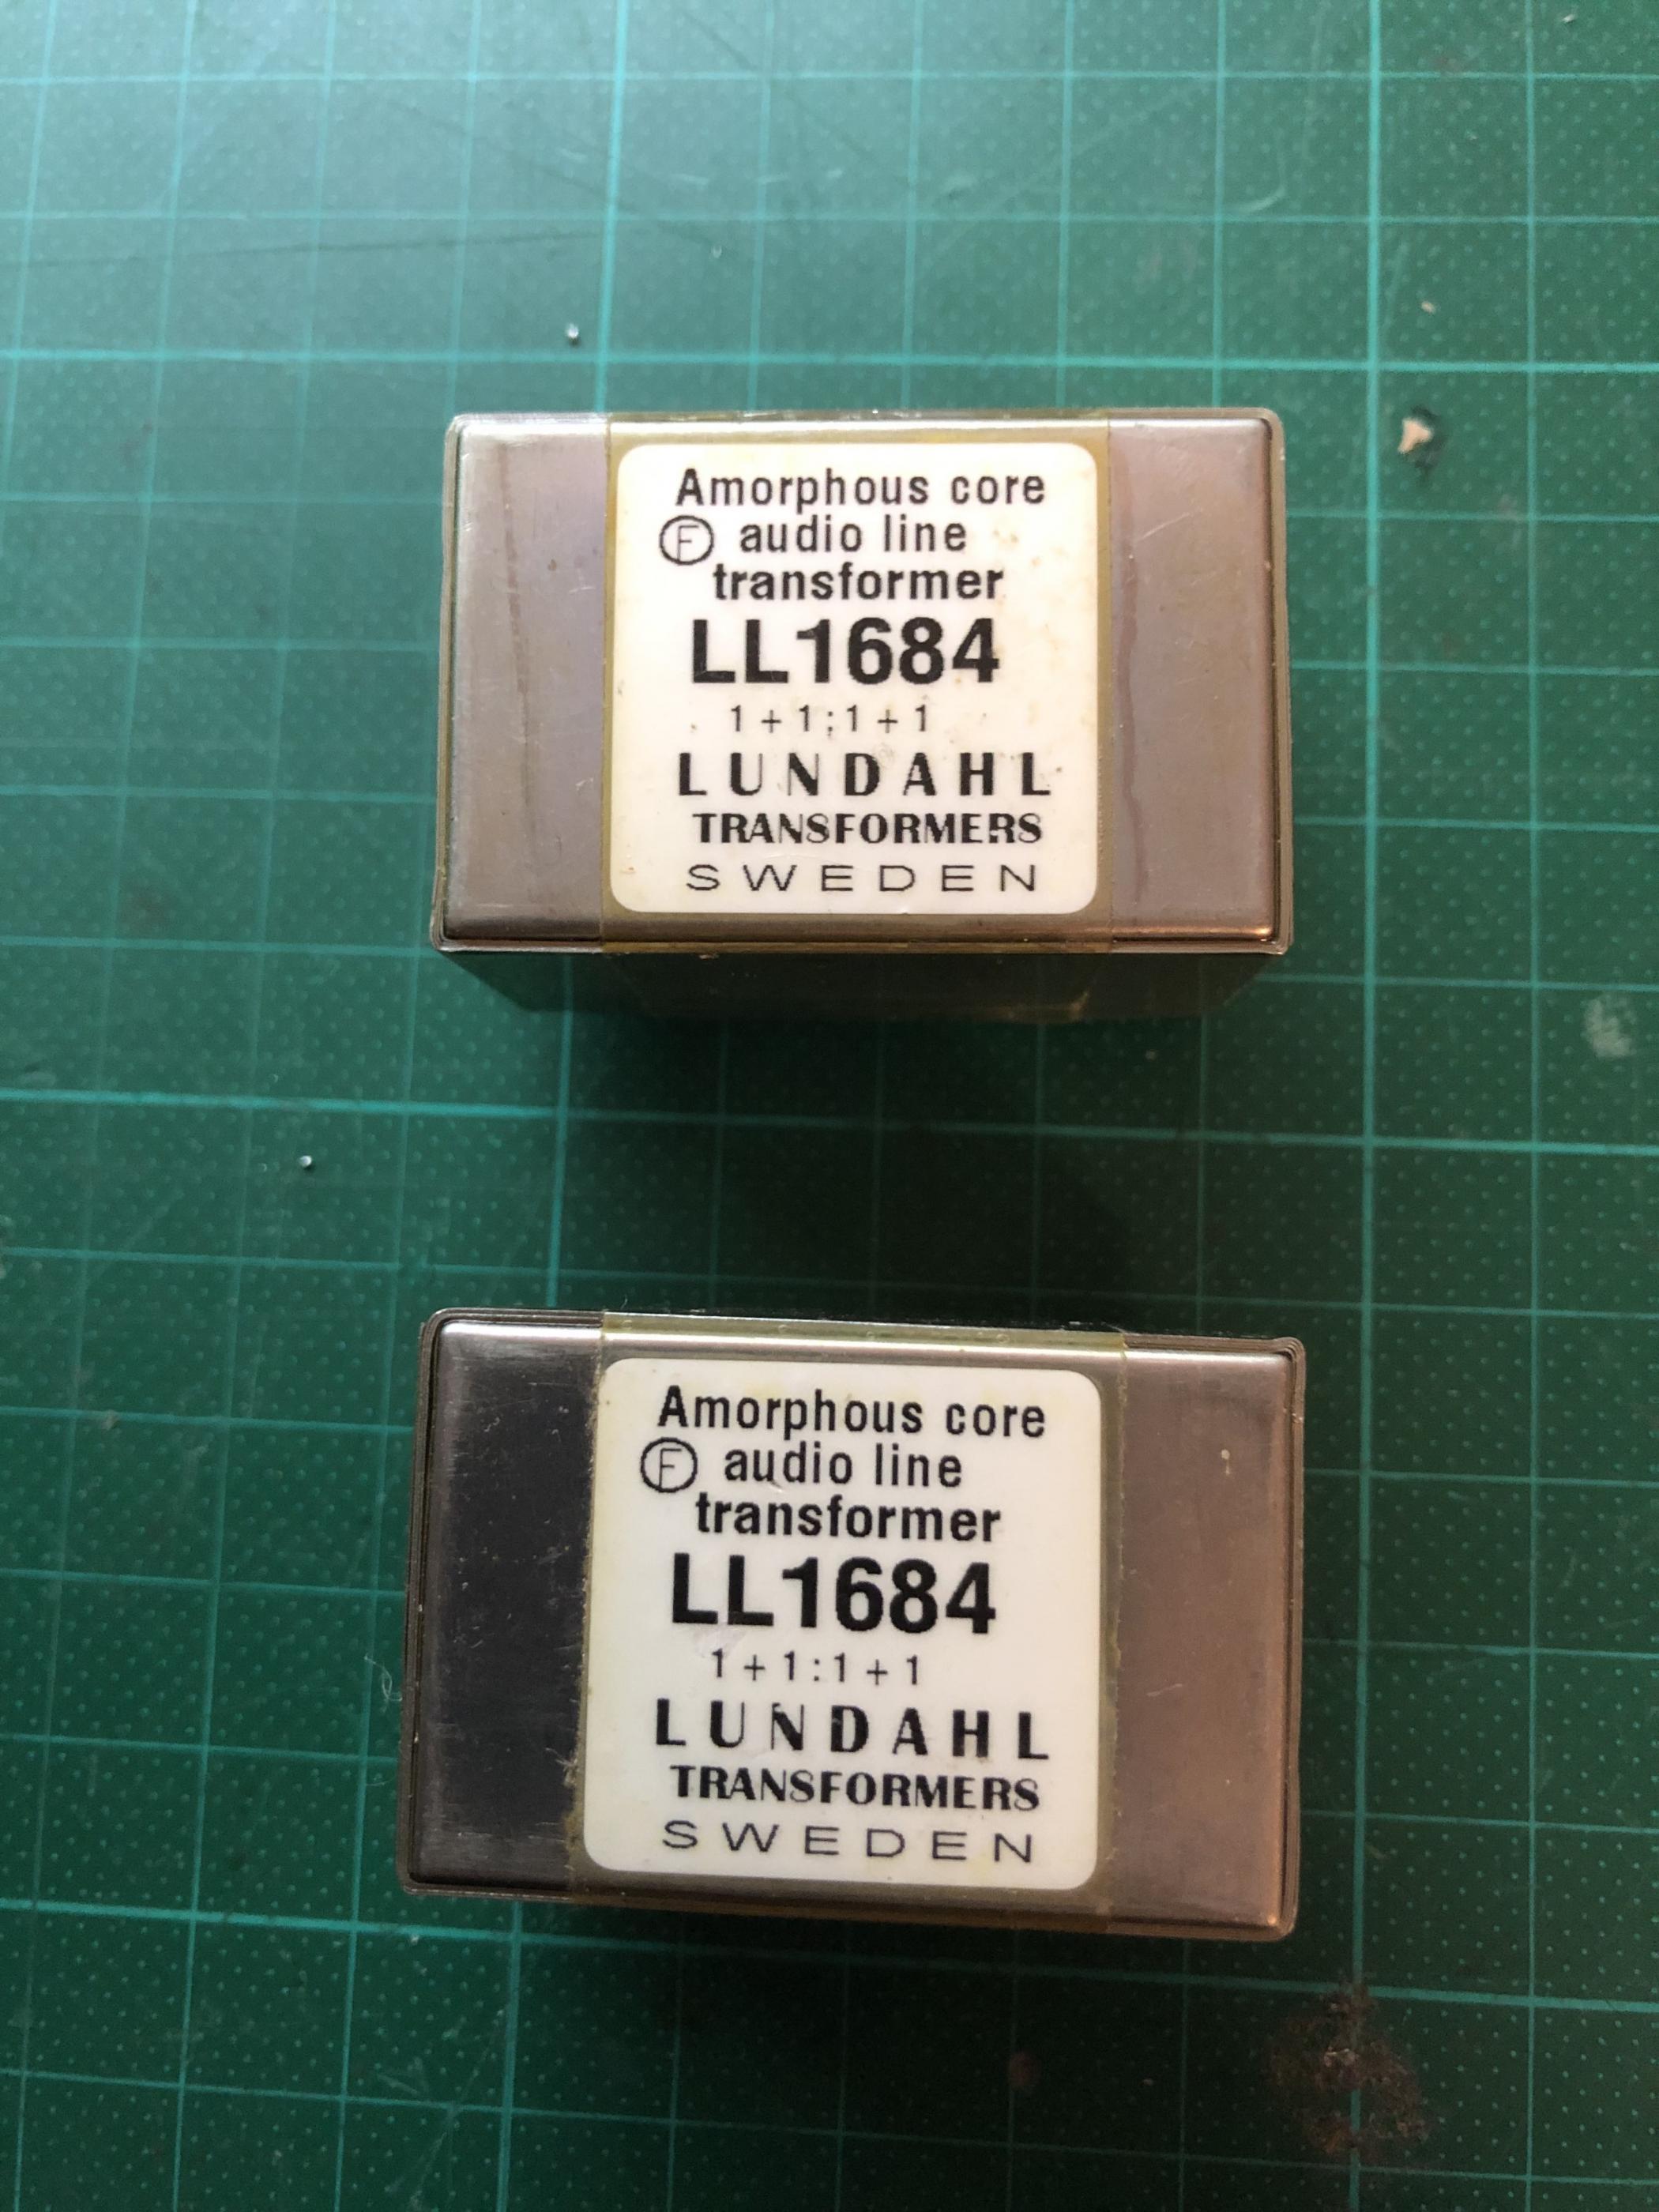 Amorphous core
Ⓕ audio line
transformer
LL1684
1+1:1+1
LUNDAHL
TRANSFORMERS
SWEDEN
Amorphous core
Ⓕ audio line
transformer
LL1684
1+1:1+1
LUNDAHL
TRANSFORMERS
SWEDEN